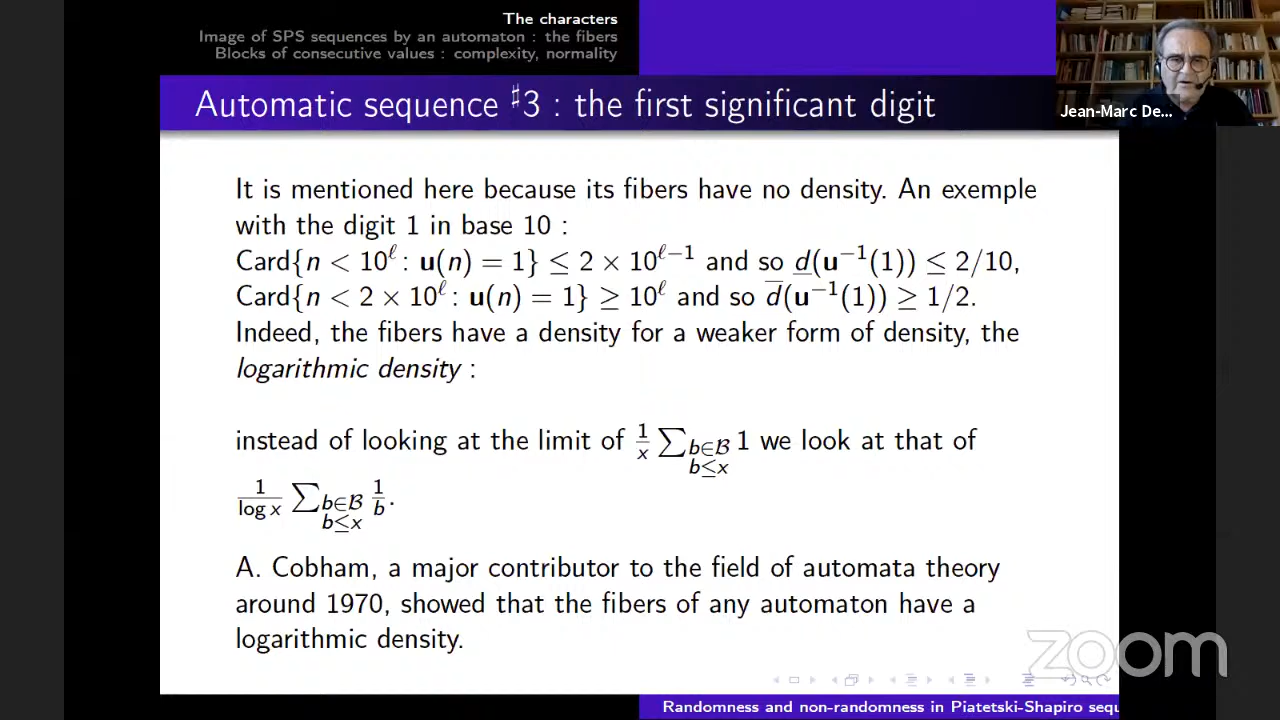 The characters
Image of SPS sequences by an automaton : the fibers
Blocks of consecutive values : complexity, normality
Automatic sequence ♯3 : the first significant digit
Jean-Marc De...
It is mentioned here because its fibers have no density. An exemple
with the digit 1 in base 10 :
Card{n < 10^ℓ : u(n) = 1} ≤ 2 × 10^{ℓ−1} and so d̲(u^{−1}(1)) ≤ 2/10,
Card{n < 2 × 10^ℓ : u(n) = 1} ≥ 10^ℓ and so d̅(u^{−1}(1)) ≥ 1/2.
Indeed, the fibers have a density for a weaker form of density, the
logarithmic density :
instead of looking at the limit of 1/x ∑_{b∈ℬ, b≤x} 1 we look at that of
1/log x ∑_{b∈ℬ, b≤x} 1/b.
A. Cobham, a major contributor to the field of automata theory
around 1970, showed that the fibers of any automaton have a
logarithmic density.
zoom
Randomness and non-randomness in Piatetski-Shapiro sequ